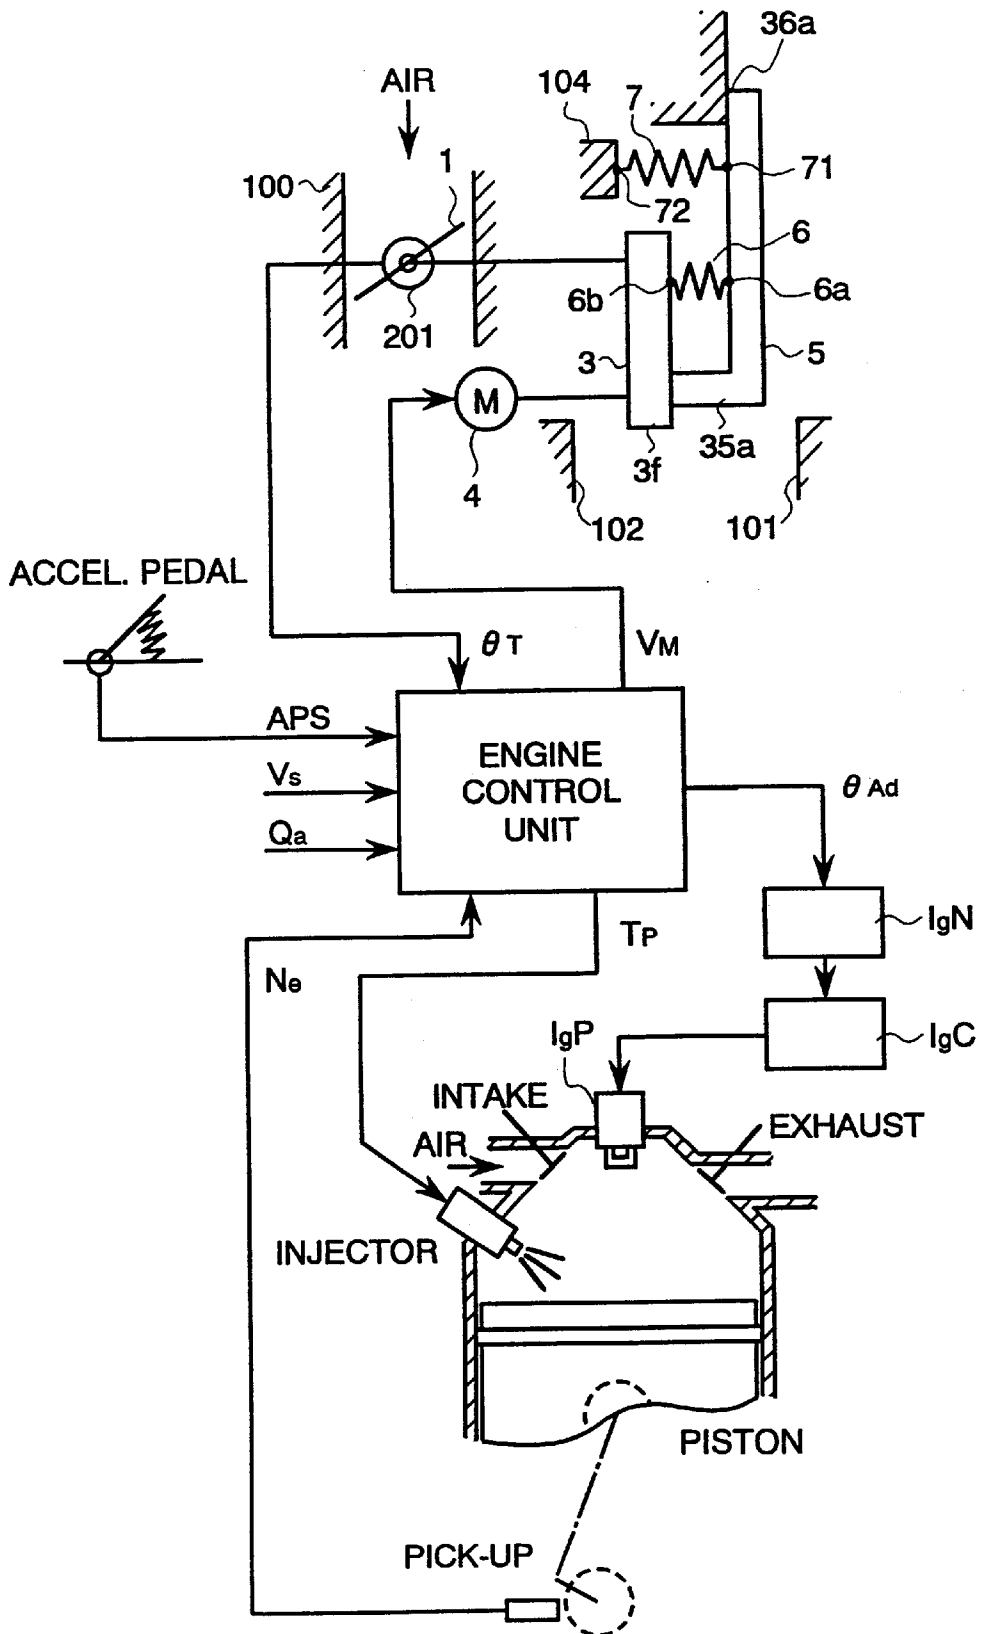 36a
AIR
104
7
1
100
71
72
6
6b
6a
201
3
5
M
35a
3f
4
102
101
ACCEL. PEDAL
θT
VM
APS
ENGINE
CONTROL
UNIT
Vs
θAd
Qa
IgN
TP
Ne
IgP
IgC
INTAKE
EXHAUST
AIR
INJECTOR
PISTON
PICK-UP